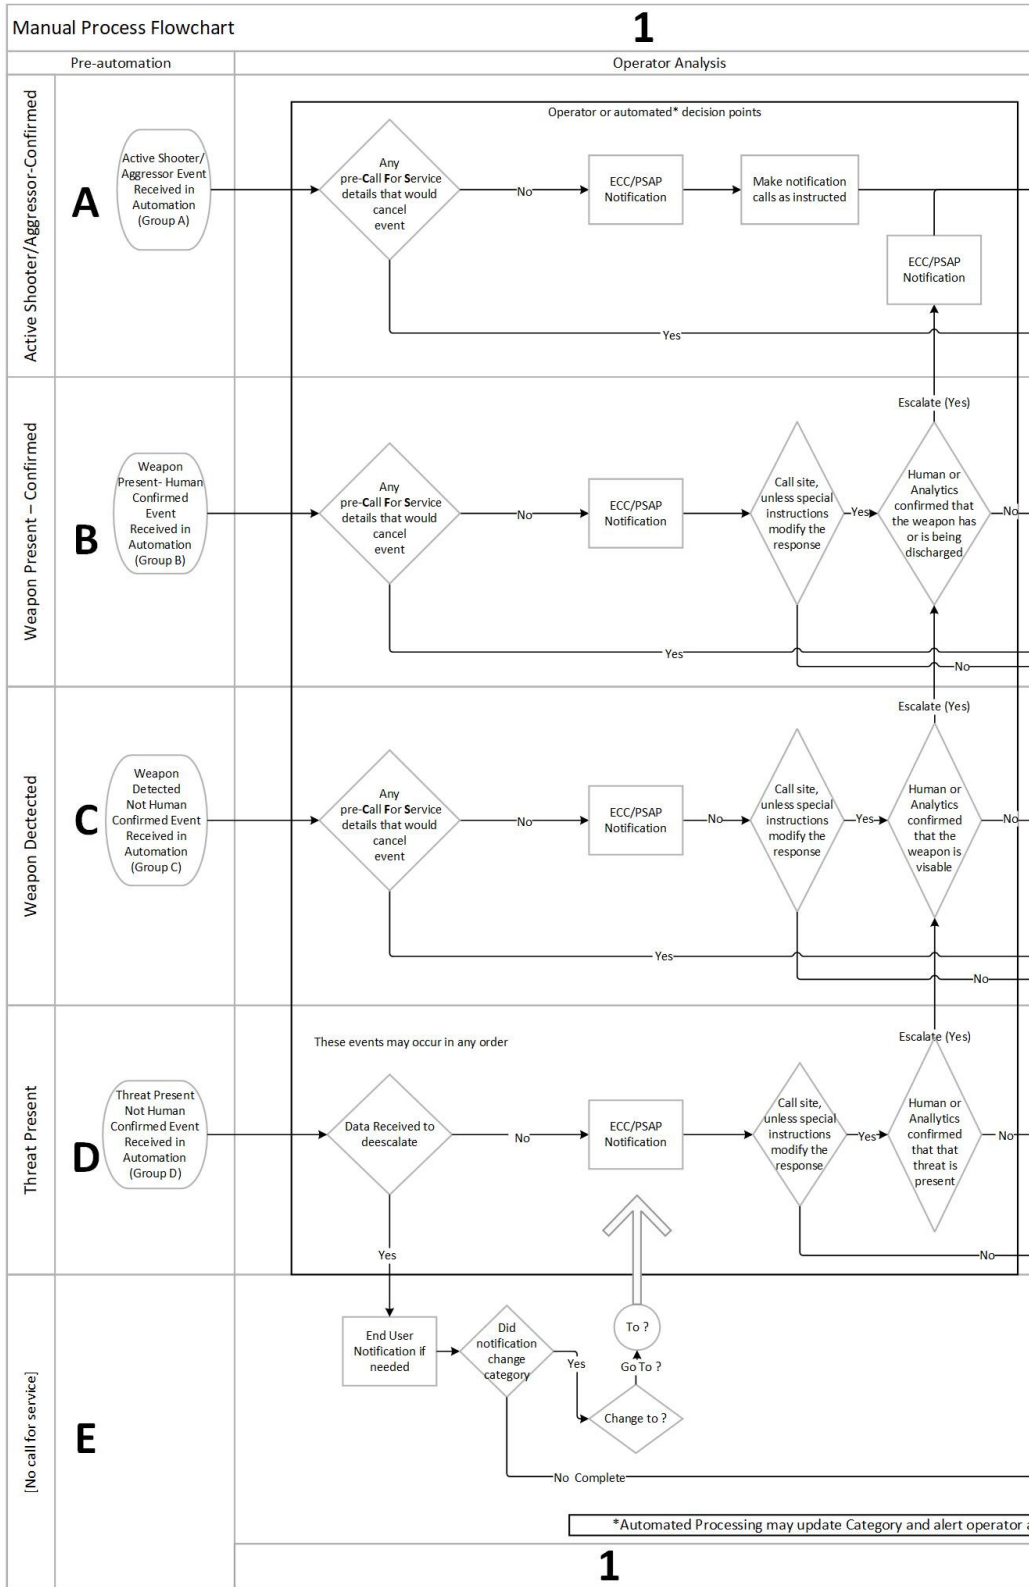 Manual Process Flowchart
1
Pre-automation
Operator Analysis
Active Shooter/Aggressor-Confirmed
A
Active Shooter/
Aggressor Event
Received in
Automation
(Group A)
Operator or automated* decision points
Any
pre-Call For Service
details that would
cancel
event
No
ECC/PSAP
Notification
Make notification
calls as instructed
ECC/PSAP
Notification
Yes
Weapon Present – Confirmed
B
Weapon
Present- Human
Confirmed
Event
Received in
Automation
(Group B)
Any
pre-Call For Service
details that would
cancel
event
No
ECC/PSAP
Notification
Call site,
unless special
instructions
modify the
response
Yes
Escalate (Yes)
Human or
Analytics
confirmed that
the weapon has
or is being
discharged
No
Yes
No
Weapon Dectected
C
Weapon
Detected
Not Human
Confirmed Event
Received in
Automation
(Group C)
Any
pre-Call For Service
details that would
cancel
event
No
ECC/PSAP
Notification
No
Call site,
unless special
instructions
modify the
response
Yes
Escalate (Yes)
Human or
Analytics
confirmed
that the
weapon is
visable
No
Yes
No
Threat Present
D
Threat Present
Not Human
Confirmed Event
Received in
Automation
(Group D)
These events may occur in any order
Data Received to
deescalate
No
ECC/PSAP
Notification
Call site,
unless special
instructions
modify the
response
Yes
Escalate (Yes)
Human or
Anallytics
confirmed
that that
threat is
present
No
Yes
No
[No call for service]
E
End User
Notification if
needed
Did
notification
change
category
Yes
To ?
Go To ?
Change to ?
No Complete
*Automated Processing may update Category and alert operator
1